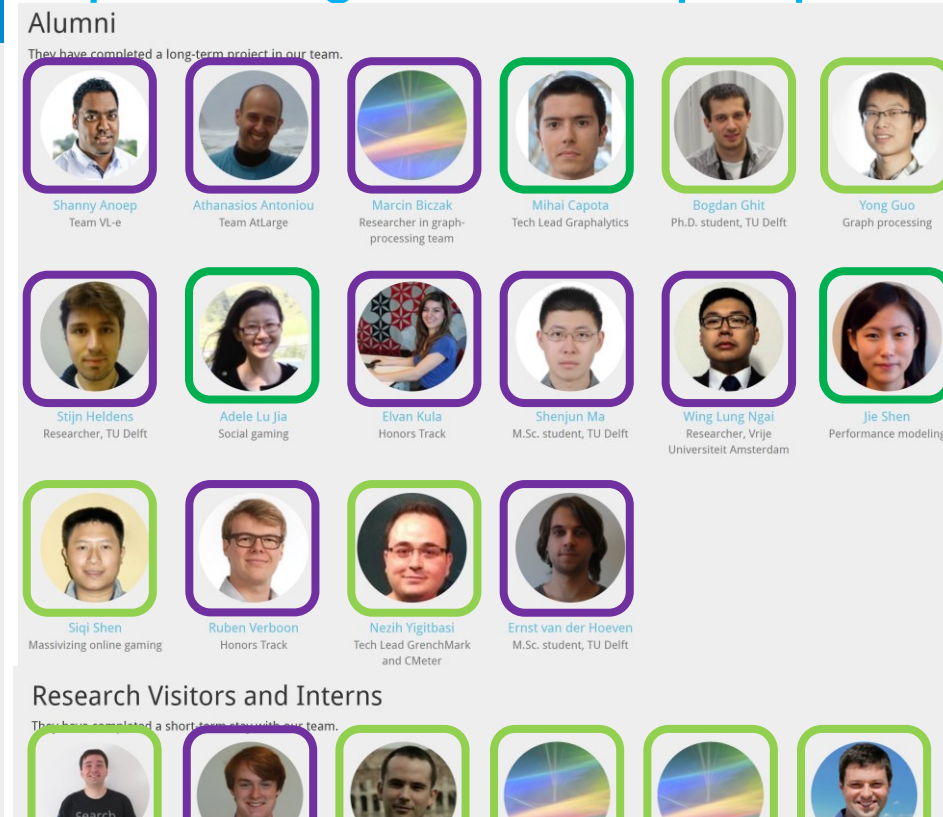 Alumni
They have completed a long-term project in our team.
Shanny Anoep
Team VL-e
Athanasios Antoniou
Team AtLarge
Marcin Biczak
Researcher in graph-
processing team
Mihai Capota
Tech Lead Graphalytics
Bogdan Ghit
Ph.D. student, TU Delft
Yong Guo
Graph processing
Stijn Heldens
Researcher, TU Delft
Adele Lu Jia
Social gaming
Elvan Kula
Honors Track
Shenjun Ma
M.Sc. student, TU Delft
Wing Lung Ngai
Researcher, Vrije
Universiteit Amsterdam
Jie Shen
Performance modeling
Siqi Shen
Massivizing online gaming
Ruben Verboon
Honors Track
Nezih Yigitbasi
Tech Lead GrenchMark
and CMeter
Ernst van der Hoeven
M.Sc. student, TU Delft
Research Visitors and Interns
They have completed a short-term stay with our team.
Search